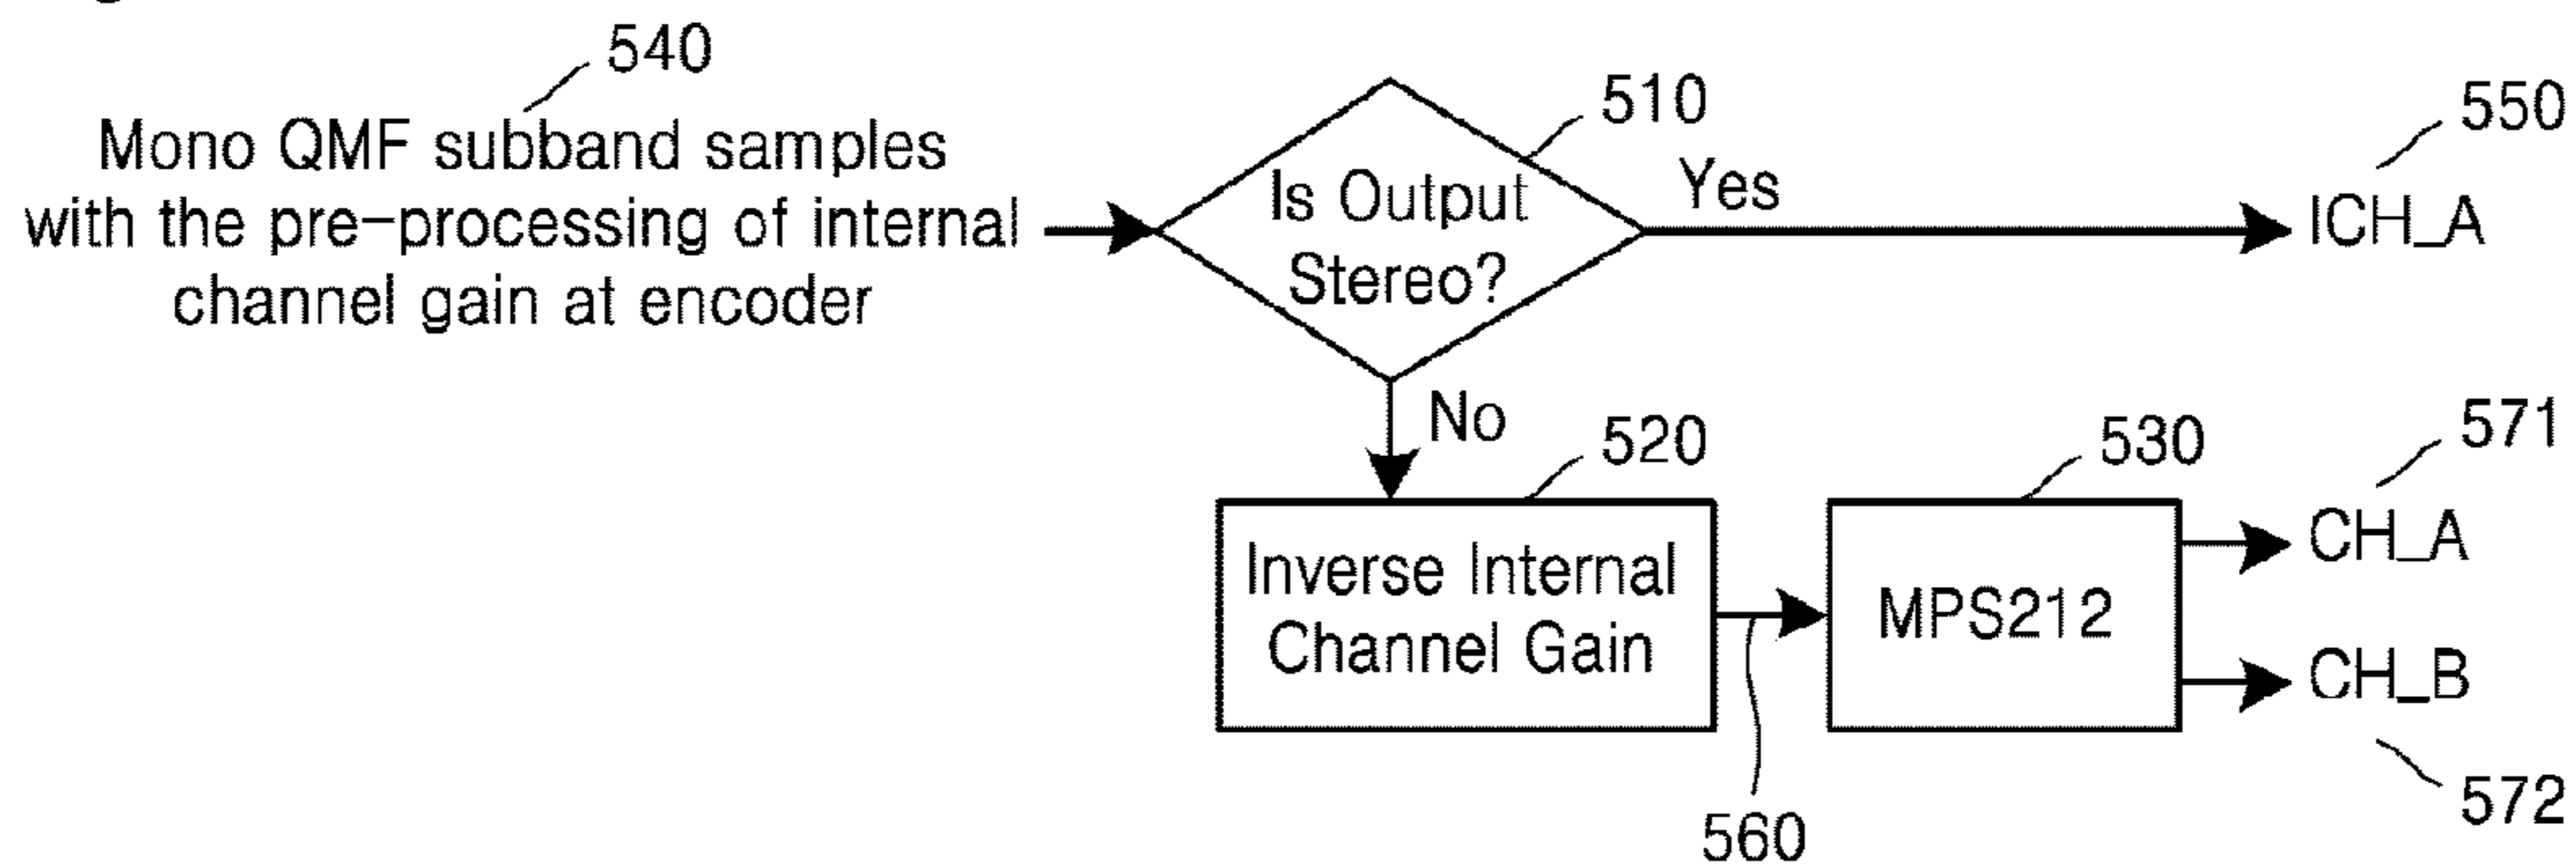 540
Mono QMF subband samples
with the pre-processing of internal
channel gain at encoder
510
Is Output
Stereo?
Yes
550
ICH_A
No
520
Inverse Internal
Channel Gain
560
530
MPS212
571
CH_A
CH_B
572